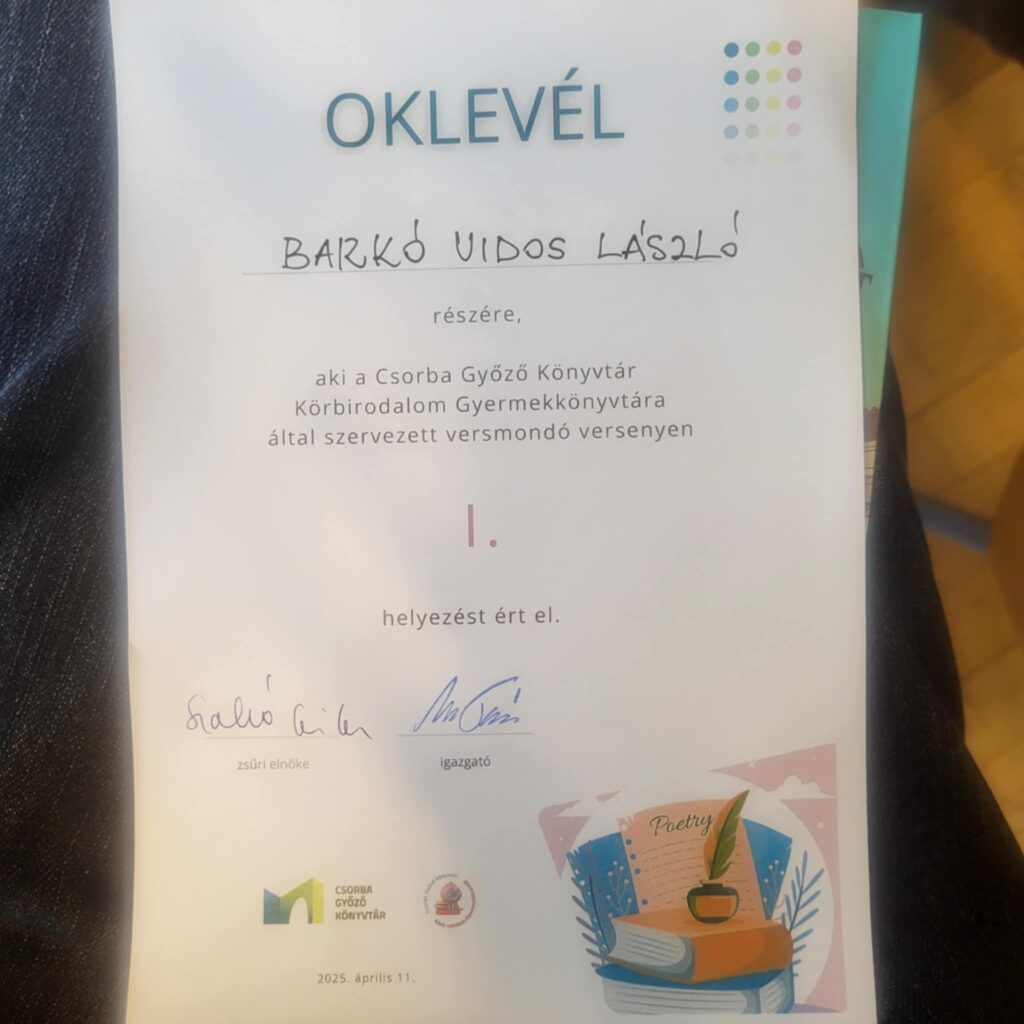 OKLEVÉL
BARKÓ VIDOS LÁSZLÓ
részére,
aki a Csorba Győző Könyvtár
Körbirodalom Gyermekkönyvtára
által szervezett versmondó versenyen
I.
helyezést ért el.
zsűri elnöke
igazgató
Poetry
CSORBA
GYŐZŐ
KÖNYVTÁR
2025. április 11.